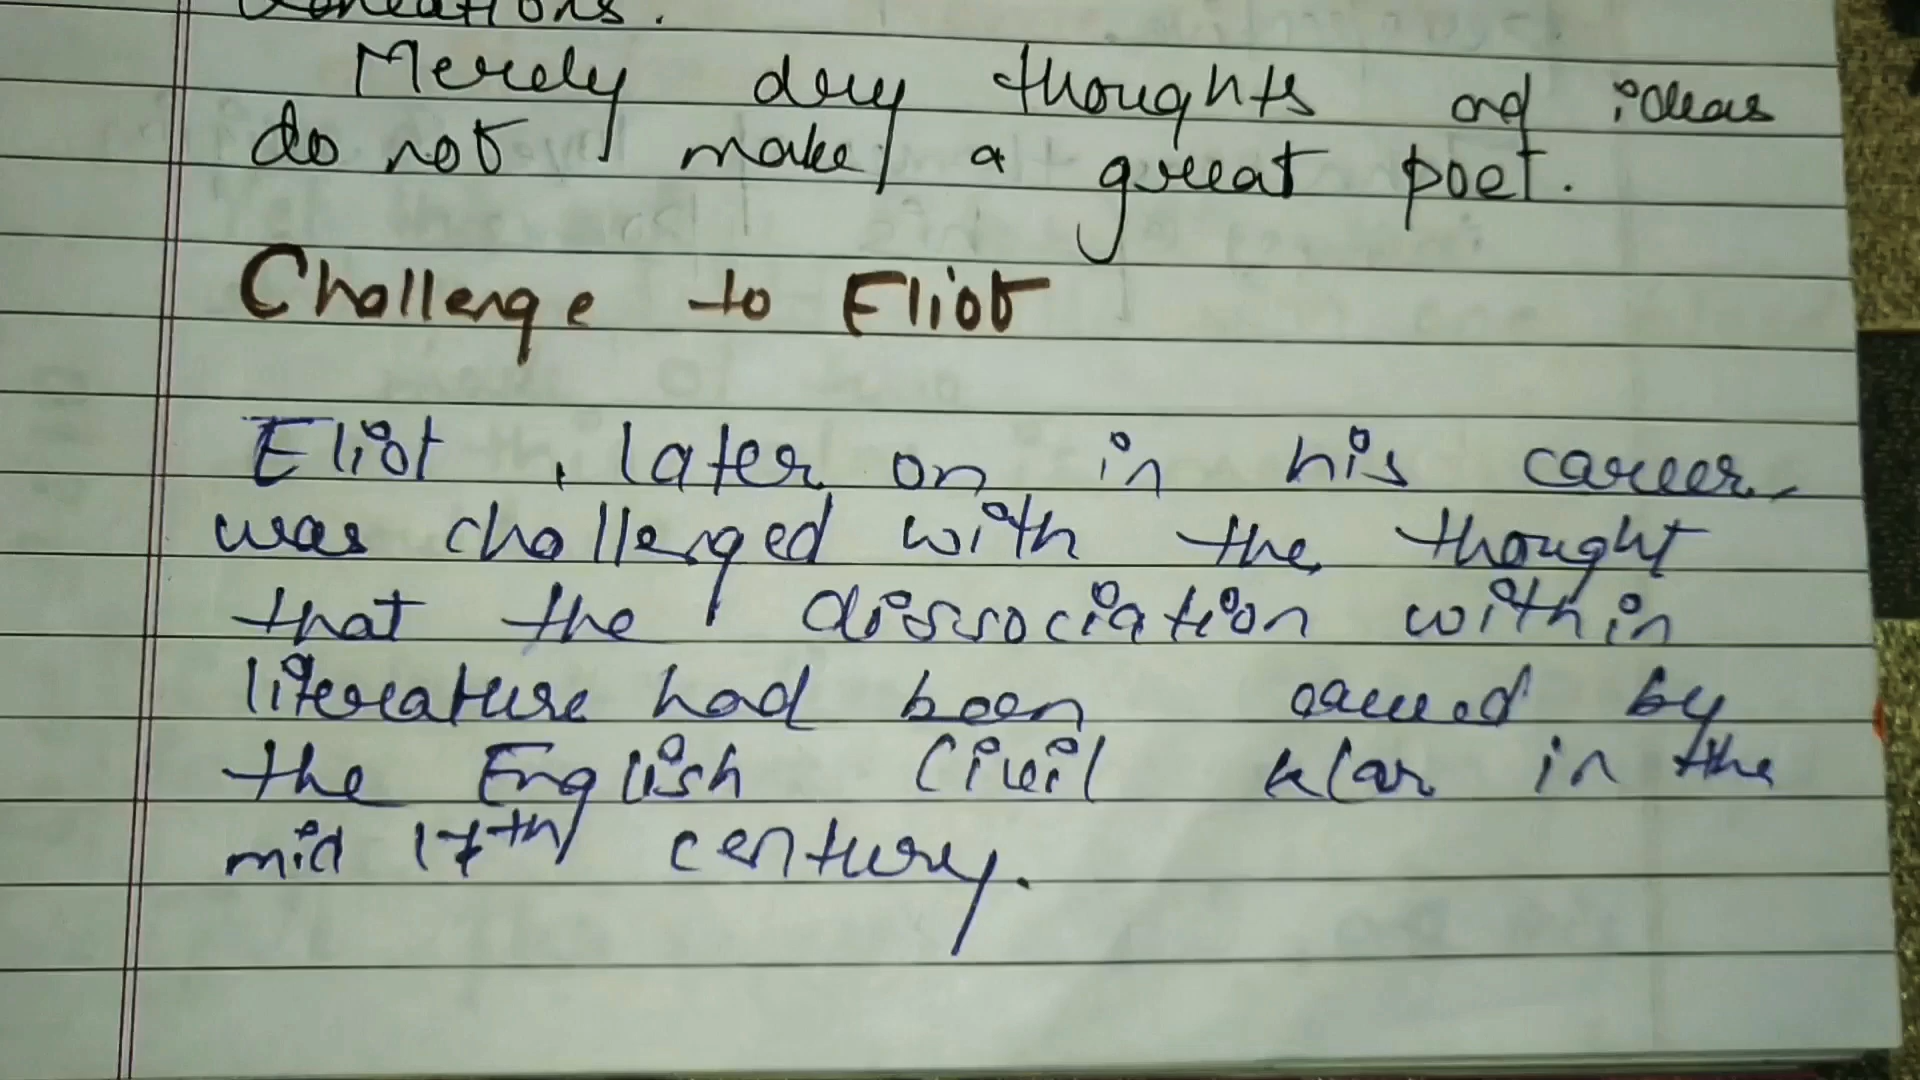 Merely dry thoughts and ideas
do not make a great poet.
Challenge to Eliot
Eliot, later on in his career,
was challenged with the thought
that the dissociation within
literature had been caused by
the English Civil War in the
mid 17th century.